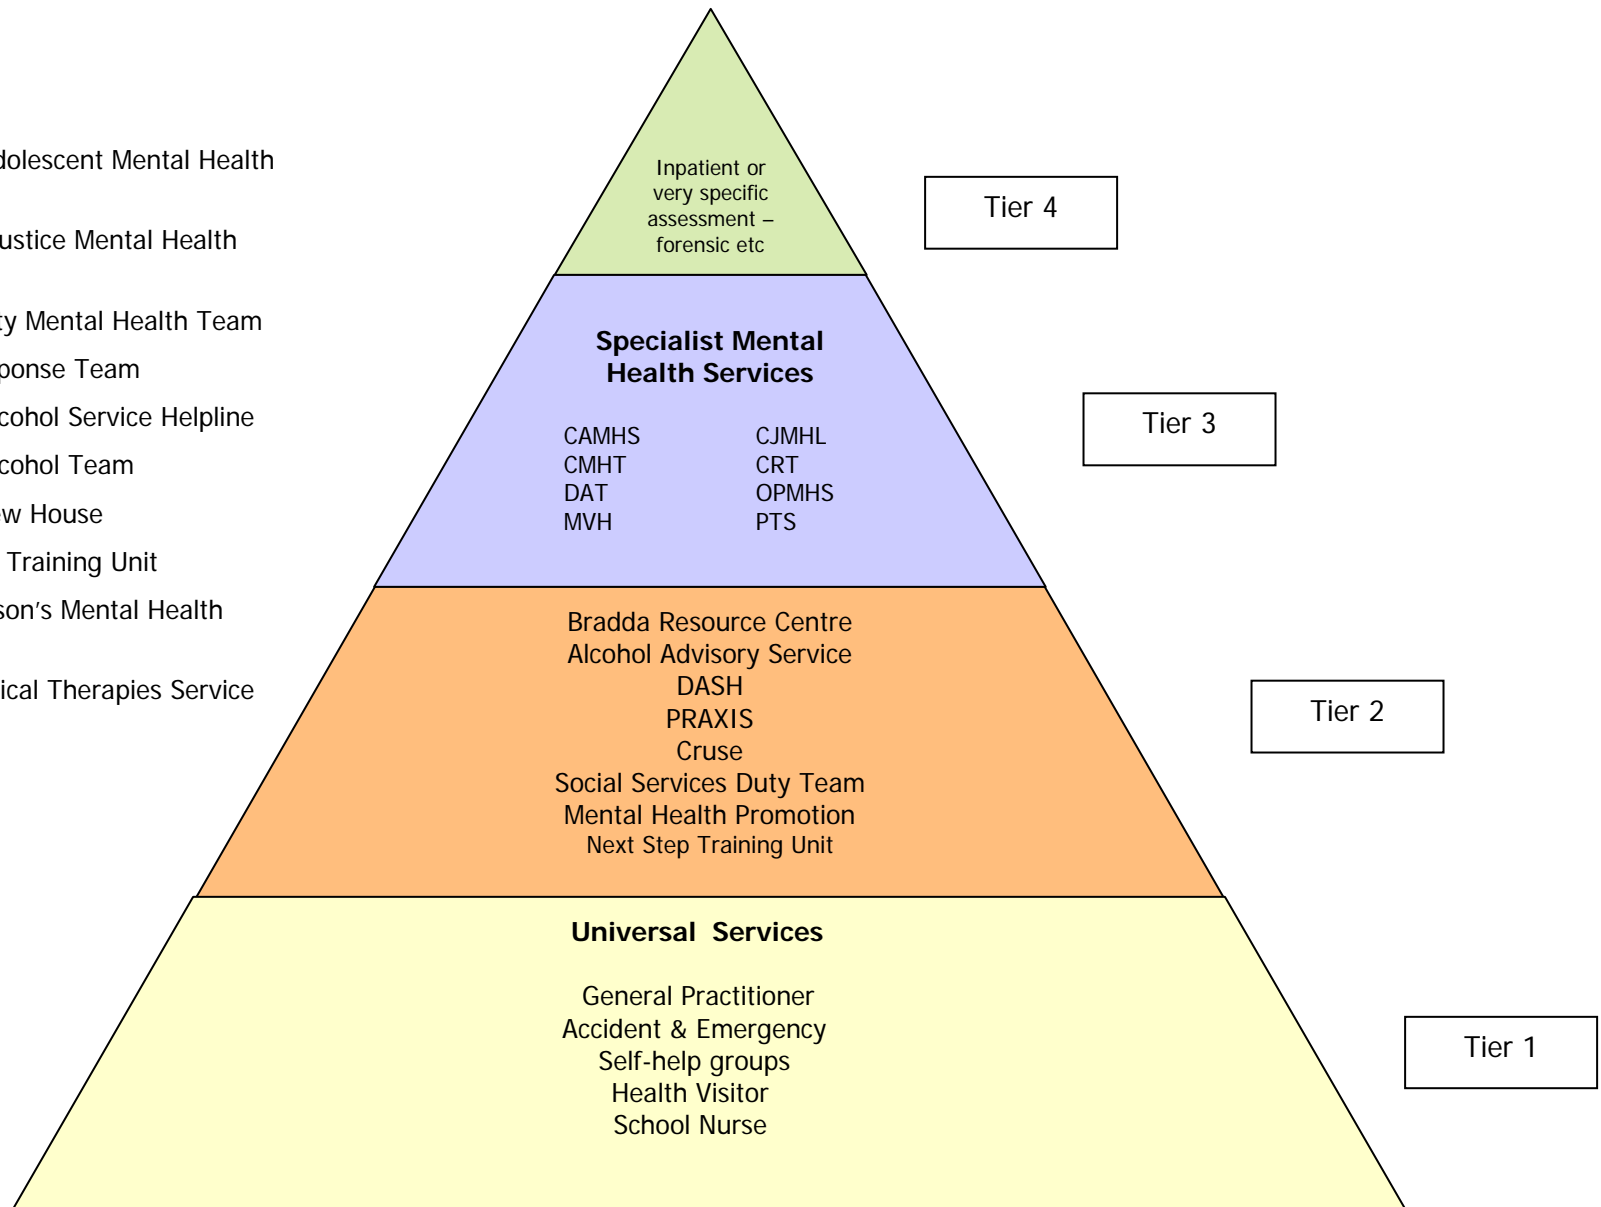 dolescent Mental Health
ustice Mental Health
ty Mental Health Team
ponse Team
cohol Service Helpline
cohol Team
ew House
Training Unit
son's Mental Health
ical Therapies Service
Inpatient or
very specific
assessment –
forensic etc
Tier 4
Specialist Mental
Health Services
CAMHS CJMHL
CMHT CRT
DAT OPMHS
MVH PTS
Tier 3
Bradda Resource Centre
Alcohol Advisory Service
DASH
PRAXIS
Cruse
Social Services Duty Team
Mental Health Promotion
Next Step Training Unit
Tier 2
Universal Services
General Practitioner
Accident & Emergency
Self-help groups
Health Visitor
School Nurse
Tier 1